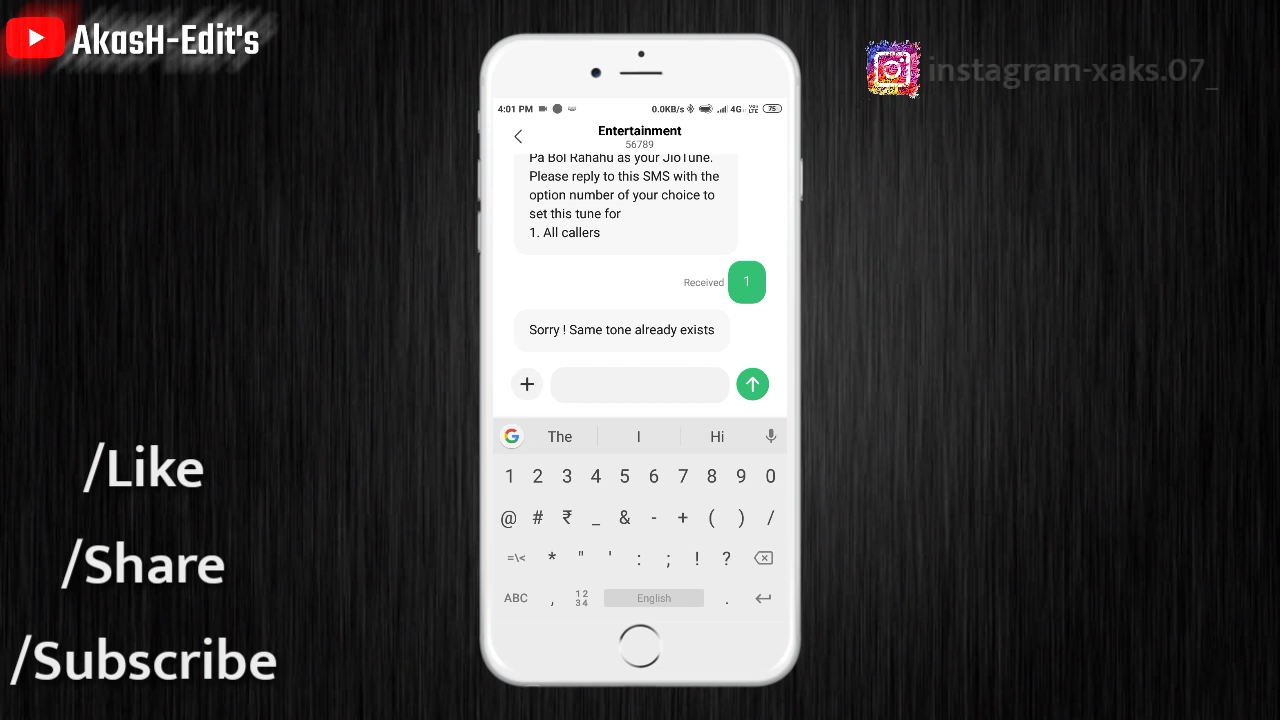 AkasH-Edit's
instagram-xaks.07_
4:01 PM
0.0KB/s 4G Vo LTE 75
Entertainment
56789
Pa Bol Rahahu as your JioTune.
Please reply to this SMS with the
option number of your choice to
set this tune for
1. All callers
Received 1
Sorry ! Same tone already exists
+
G The I Hi
1 2 3 4 5 6 7 8 9 0
@ # ₹ _ & - + ( ) /
=\< * " ' : ; ! ?
ABC , 12 34 English .
/Like
/Share
/Subscribe